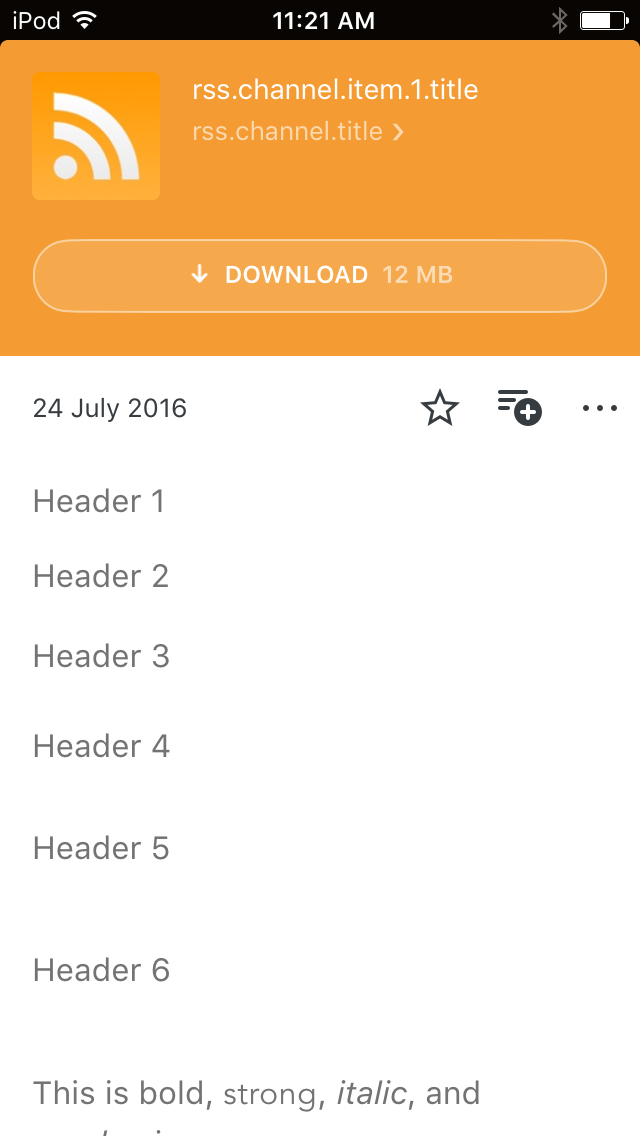 iPod 11:21 AM
rss.channel.item.1.title
rss.channel.title
DOWNLOAD 12 MB
24 July 2016
Header 1
Header 2
Header 3
Header 4
Header 5
Header 6
This is bold, strong, italic, and